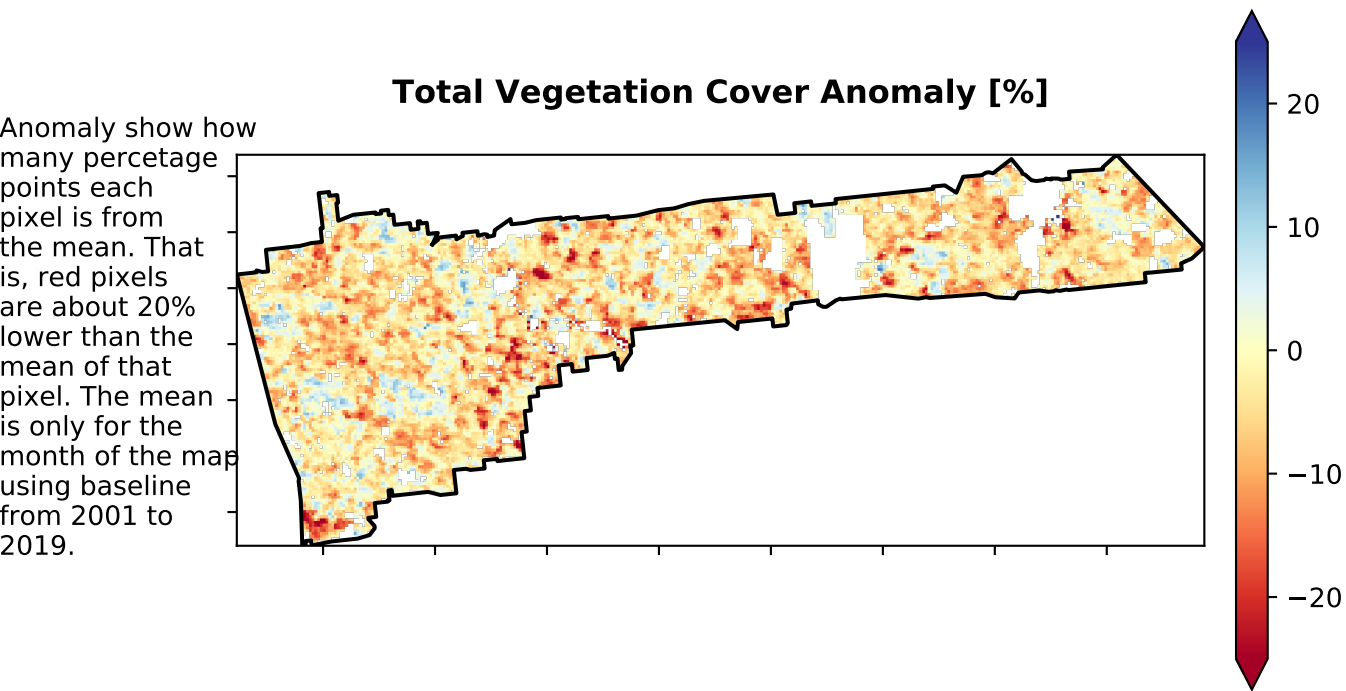 Total Vegetation Cover Anomaly [%]
Anomaly show how
many percetage
points each
pixel is from
the mean. That
is, red pixels
are about 20%
lower than the
mean of that
pixel. The mean
is only for the
month of the map
using baseline
from 2001 to
2019.
20
10
0
−10
−20